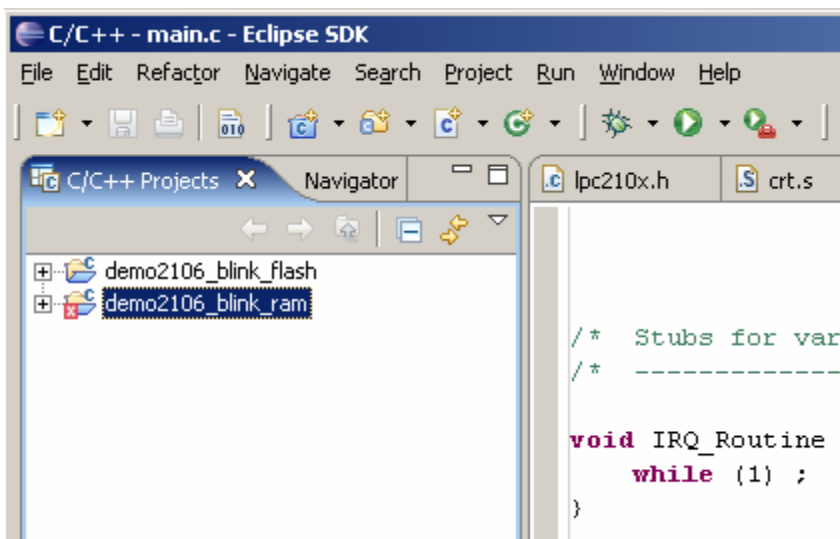 C/C++ - main.c - Eclipse SDK
File Edit Refactor Navigate Search Project Run Window Help
010 C C C
C/C++ Projects Navigator .c lpc210x.h .S crt.s
demo2106_blink_flash
demo2106_blink_ram
/* Stubs for var
/* -------------
void IRQ_Routine
while (1) ;
}